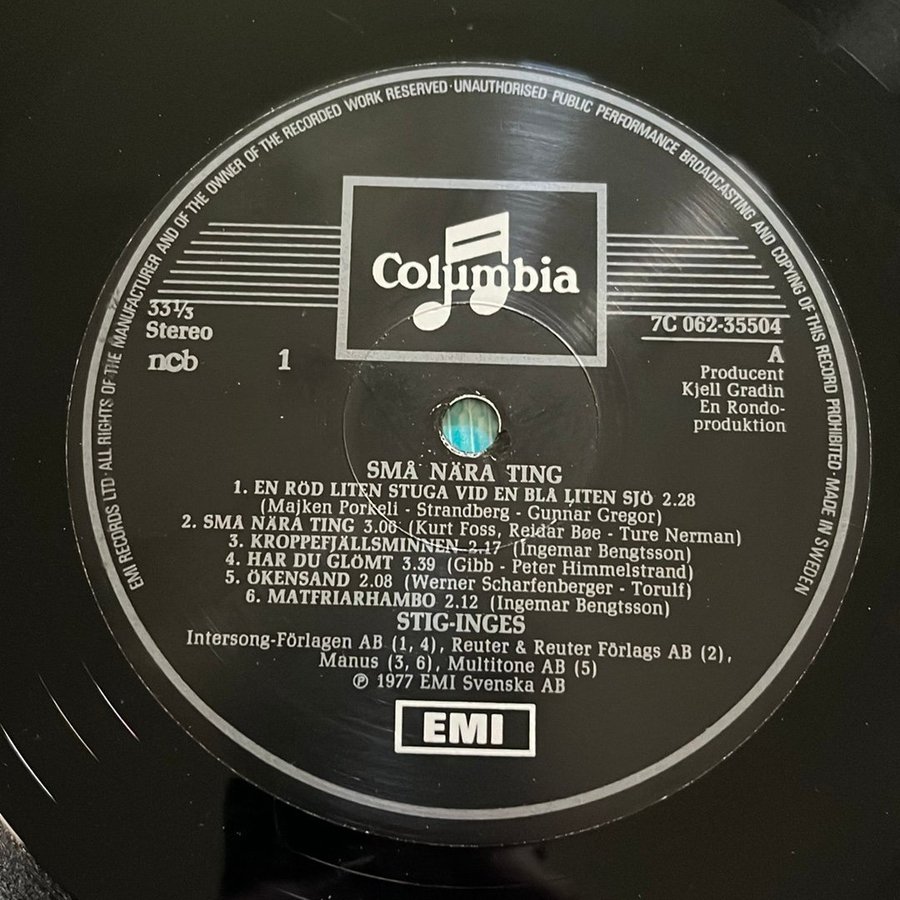 EMI RECORDS LTD · ALL RIGHTS OF THE MANUFACTURER AND OF THE OWNER OF THE RECORDED WORK RESERVED · UNAUTHORISED PUBLIC PERFORMANCE BROADCASTING AND COPYING OF THIS RECORD PROHIBITED · MADE IN SWEDEN
Columbia
33⅓
Stereo
ncb
1
7C 062-35504
A
Producent
Kjell Gradin
En Rondo-
produktion
SMÅ NÄRA TING
1. EN RÖD LITEN STUGA VID EN BLÅ LITEN SJÖ 2.28
(Majken Porkeli - Strandberg - Gunnar Gregor)
2. SMÅ NÄRA TING 3.06 (Kurt Foss, Reidar Bøe - Ture Nerman)
3. KROPPEFJÄLLSMINNEN 2.17 (Ingemar Bengtsson)
4. HAR DU GLÖMT 3.39 (Gibb - Peter Himmelstrand)
5. ÖKENSAND 2.08 (Werner Scharfenberger - Torulf)
6. MATFRIARHAMBO 2.12 (Ingemar Bengtsson)
STIG-INGES
Intersong-Förlagen AB (1, 4), Reuter & Reuter Förlags AB (2),
Manus (3, 6), Multitone AB (5)
℗ 1977 EMI Svenska AB
EMI